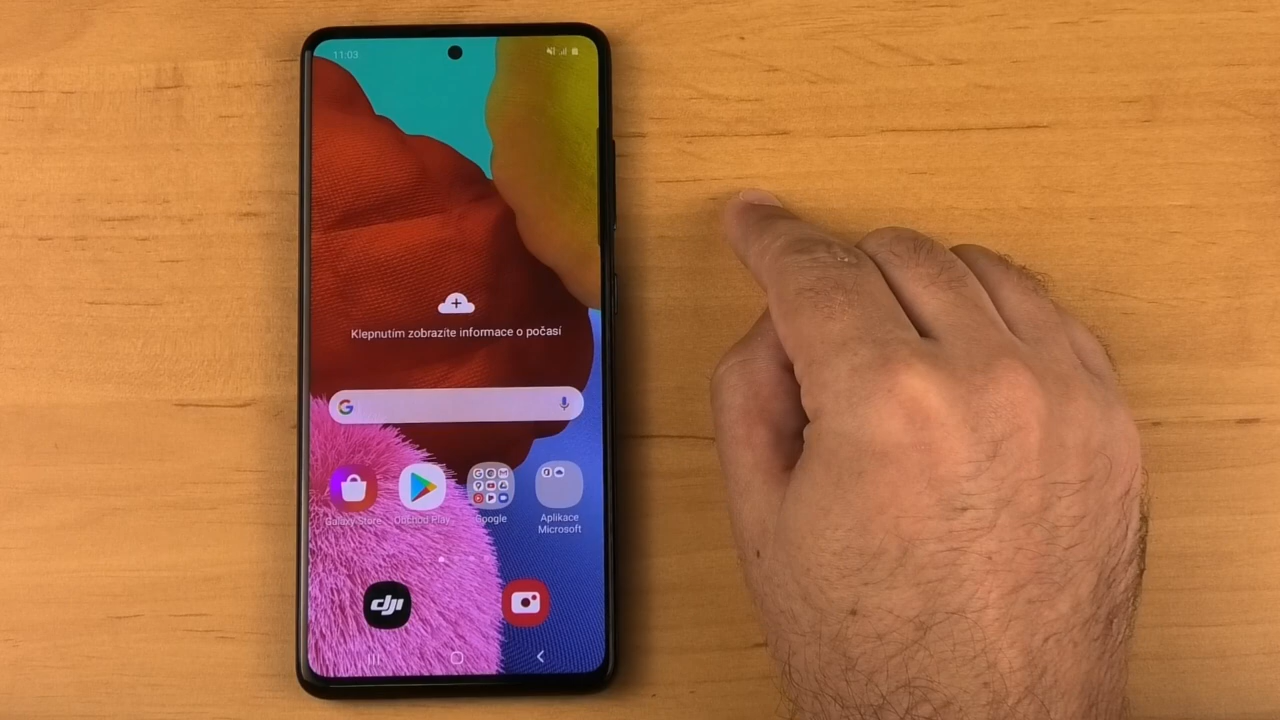 11:03
Klepnutím zobrazíte informace o počasí
Galaxy Store
Obchod Play
Google
Aplikace
Microsoft
dji